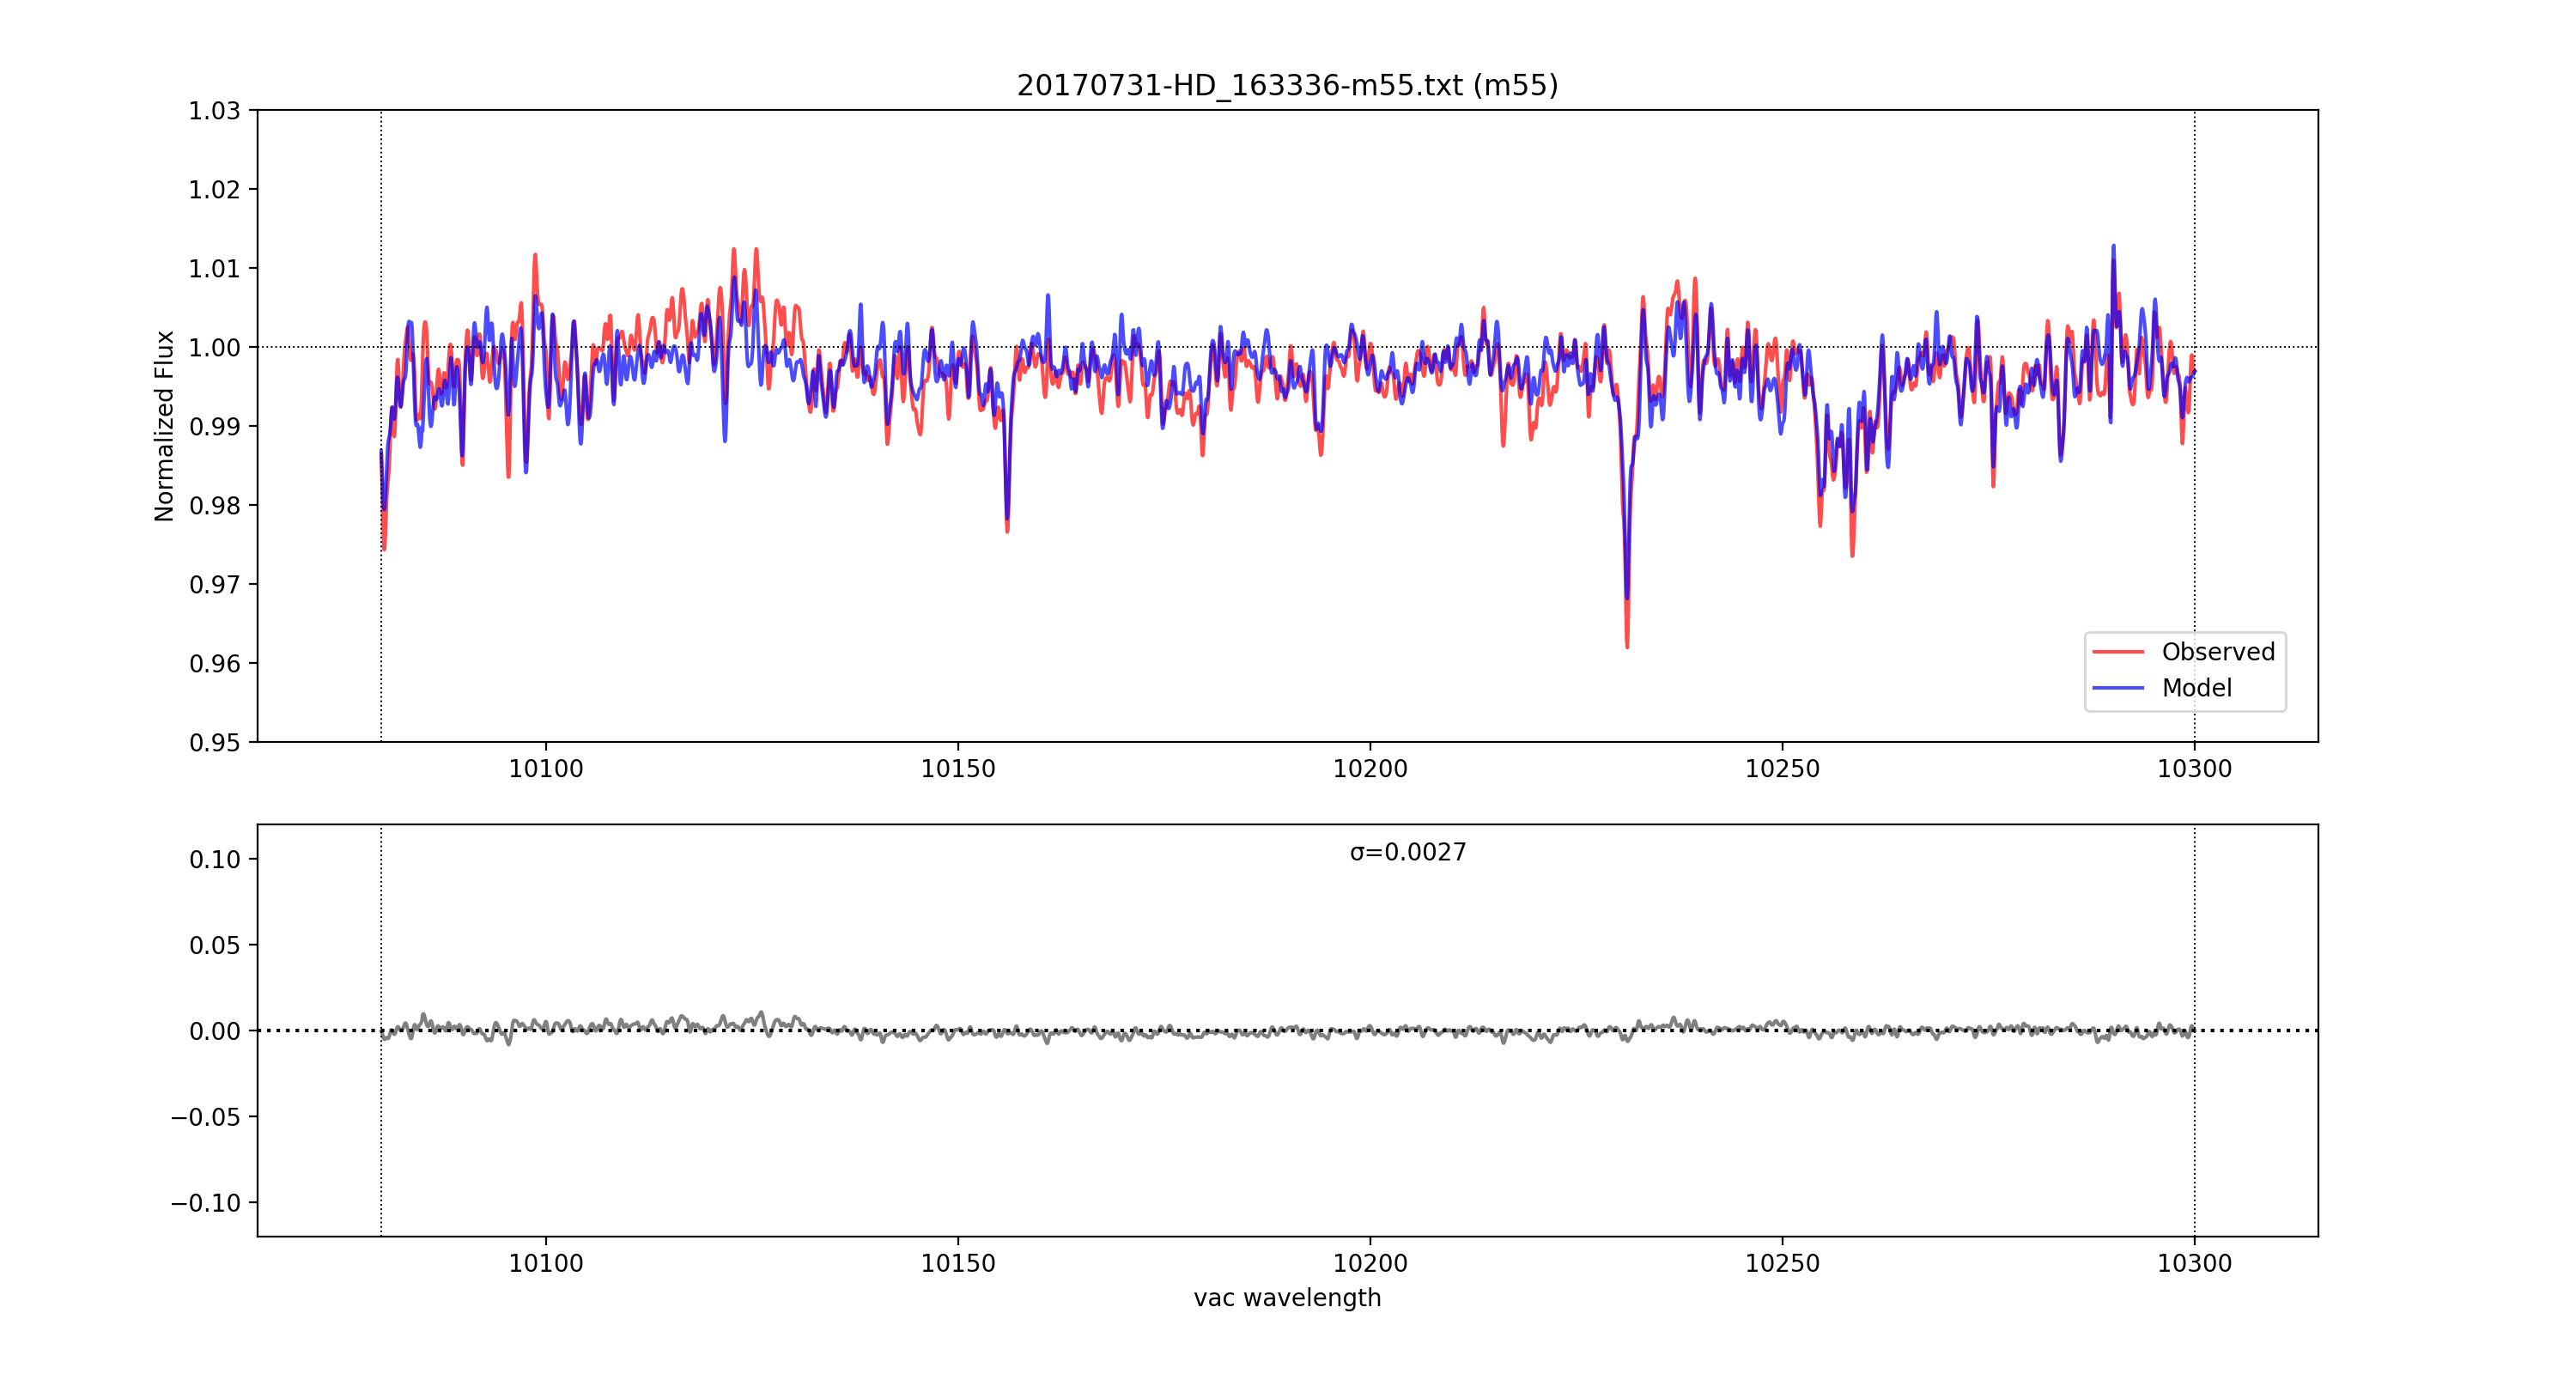 20170731-HD_163336-m55.txt (m55)
Normalized Flux
1.03
1.02
1.01
1.00
0.99
0.98
0.97
0.96
0.95
Observed
Model
10100 10150 10200 10250 10300
σ=0.0027
0.10
0.05
0.00
−0.05
−0.10
10100 10150 10200 10250 10300
vac wavelength